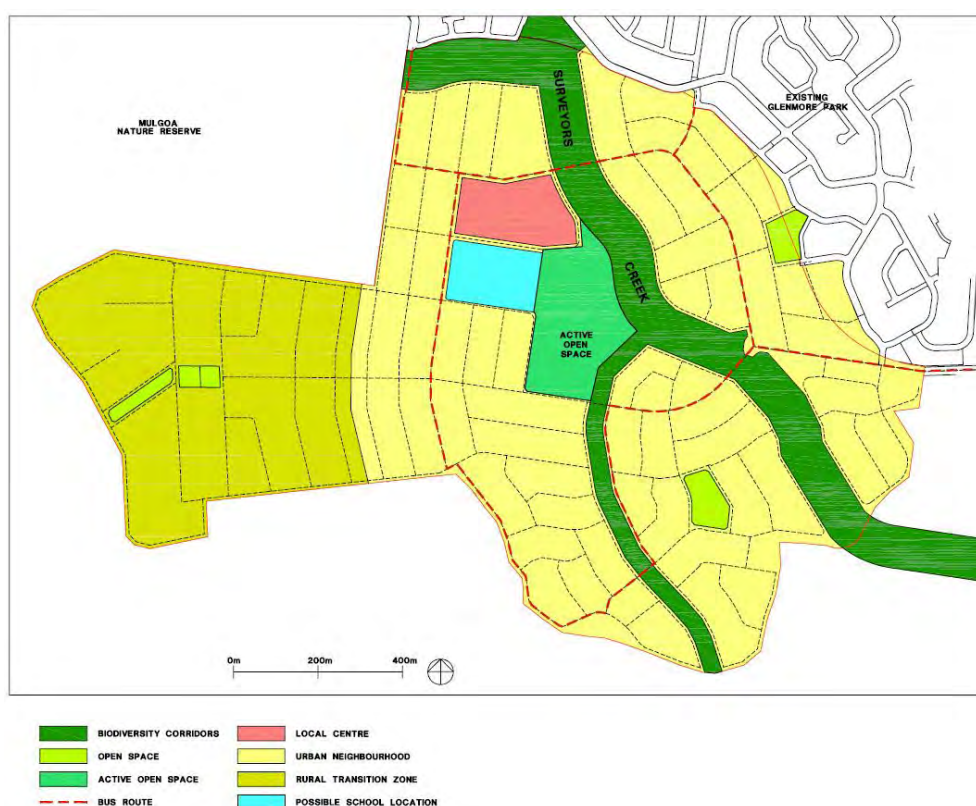 MULGOA
NATURE RESERVE
SURVEYORS
CREEK
EXISTING
GLENMORE PARK
ACTIVE
OPEN
SPACE
0m 200m 400m
BIODIVERSITY CORRIDORS
OPEN SPACE
ACTIVE OPEN SPACE
BUS ROUTE
LOCAL CENTRE
URBAN NEIGHBOURHOOD
RURAL TRANSITION ZONE
POSSIBLE SCHOOL LOCATION